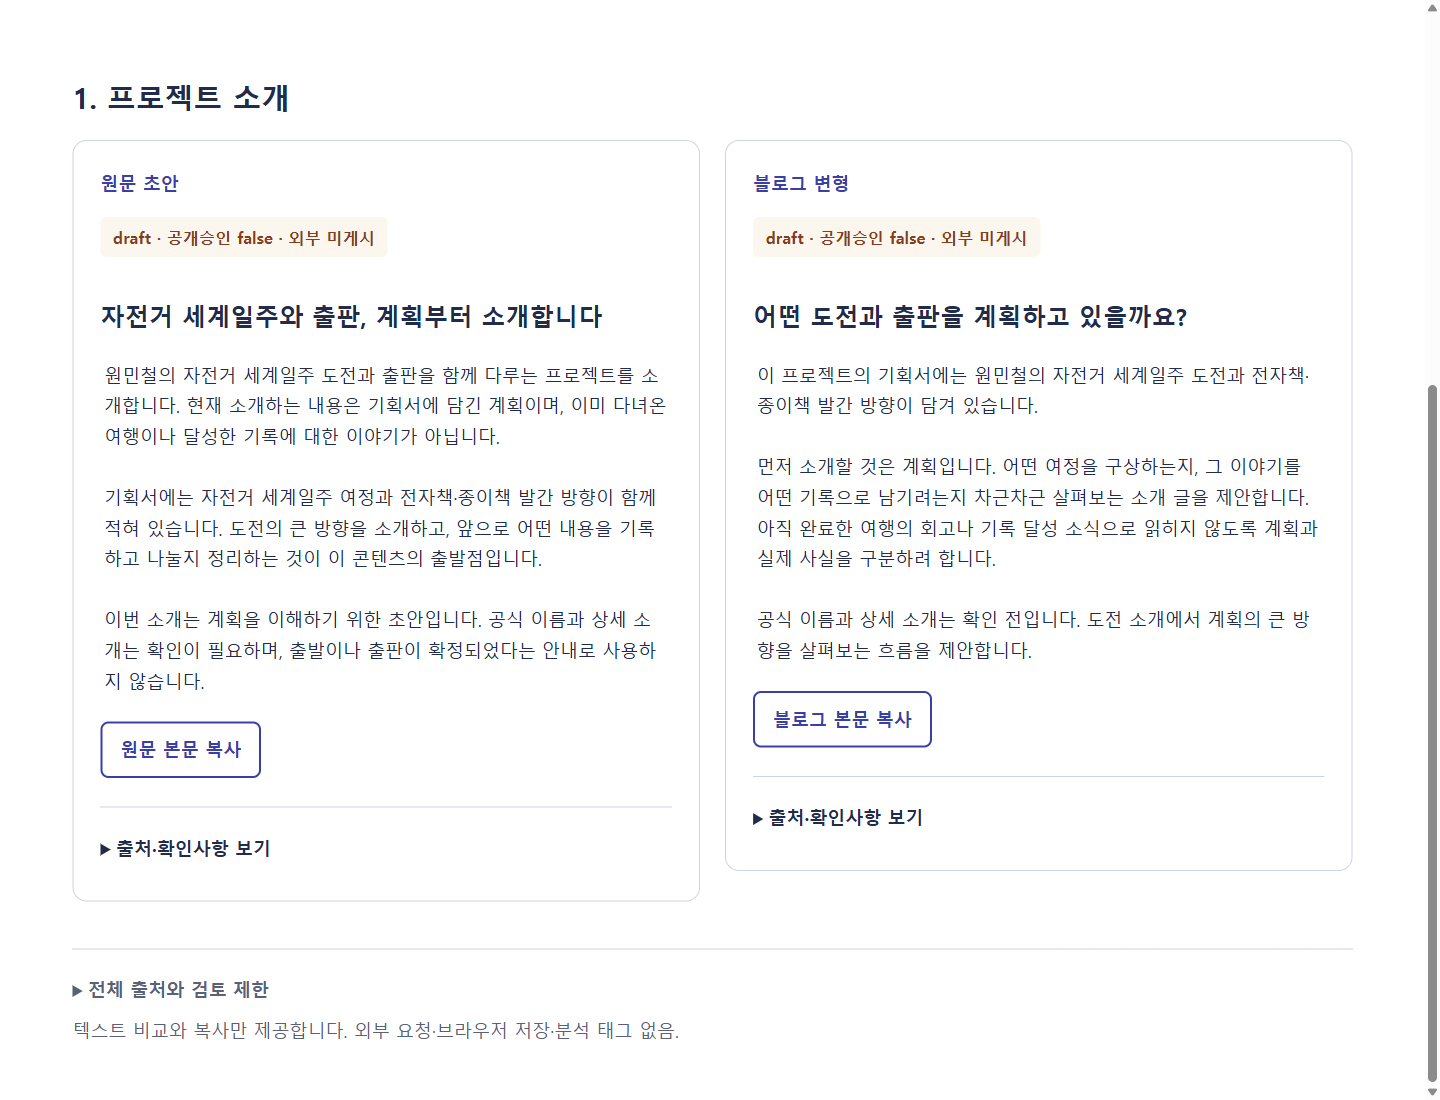 1. 프로젝트 소개
원문 초안
draft · 공개승인 false · 외부 미게시
자전거 세계일주와 출판, 계획부터 소개합니다
원민철의 자전거 세계일주 도전과 출판을 함께 다루는 프로젝트를 소
개합니다. 현재 소개하는 내용은 기획서에 담긴 계획이며, 이미 다녀온
여행이나 달성한 기록에 대한 이야기가 아닙니다.
기획서에는 자전거 세계일주 여정과 전자책·종이책 발간 방향이 함께
적혀 있습니다. 도전의 큰 방향을 소개하고, 앞으로 어떤 내용을 기록
하고 나눌지 정리하는 것이 이 콘텐츠의 출발점입니다.
이번 소개는 계획을 이해하기 위한 초안입니다. 공식 이름과 상세 소
개는 확인이 필요하며, 출발이나 출판이 확정되었다는 안내로 사용하
지 않습니다.
원문 본문 복사
▶ 출처·확인사항 보기
블로그 변형
draft · 공개승인 false · 외부 미게시
어떤 도전과 출판을 계획하고 있을까요?
이 프로젝트의 기획서에는 원민철의 자전거 세계일주 도전과 전자책·
종이책 발간 방향이 담겨 있습니다.
먼저 소개할 것은 계획입니다. 어떤 여정을 구상하는지, 그 이야기를
어떤 기록으로 남기려는지 차근차근 살펴보는 소개 글을 제안합니다.
아직 완료한 여행의 회고나 기록 달성 소식으로 읽히지 않도록 계획과
실제 사실을 구분하려 합니다.
공식 이름과 상세 소개는 확인 전입니다. 도전 소개에서 계획의 큰 방
향을 살펴보는 흐름을 제안합니다.
블로그 본문 복사
▶ 출처·확인사항 보기
▶ 전체 출처와 검토 제한
텍스트 비교와 복사만 제공합니다. 외부 요청·브라우저 저장·분석 태그 없음.